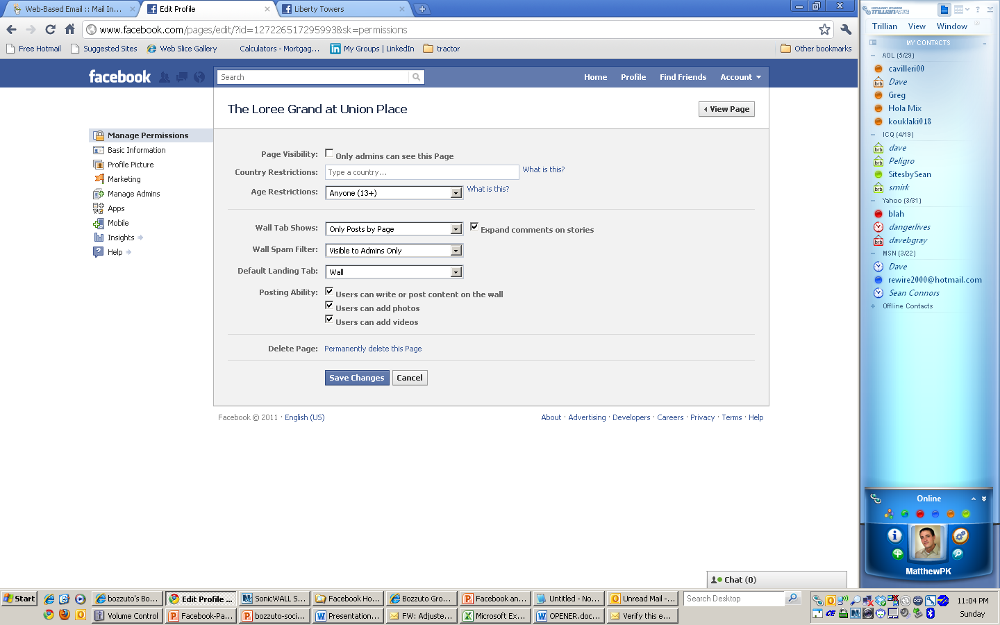 Web-Based Email :: Mail In...
Edit Profile
Liberty Towers
www.facebook.com/pages/edit/?id=127226517295993&sk=permissions
Free Hotmail
Suggested Sites
Web Slice Gallery
Calculators - Mortgag...
My Groups | LinkedIn
tractor
Other bookmarks
facebook
Search
Home
Profile
Find Friends
Account
The Loree Grand at Union Place
View Page
Manage Permissions
Basic Information
Profile Picture
Marketing
Manage Admins
Apps
Mobile
Insights
Help
Page Visibility: Only admins can see this Page
Country Restrictions: Type a country... What is this?
Age Restrictions: Anyone (13+) What is this?
Wall Tab Shows: Only Posts by Page Expand comments on stories
Wall Spam Filter: Visible to Admins Only
Default Landing Tab: Wall
Posting Ability: Users can write or post content on the wall
Users can add photos
Users can add videos
Delete Page: Permanently delete this Page
Save Changes Cancel
Facebook © 2011 · English (US)
About · Advertising · Developers · Careers · Privacy · Terms · Help
Chat (0)
TRILLIAN
Trillian View Window
MY CONTACTS
AOL (5/29)
cavilleri00
brb Dave
Greg
Hola Mix
kouklaki018
ICQ (4/19)
brb dave
brb Peligro
SitesbySean
brb smirk
Yahoo (3/31)
blah
dangerlives
brb davebgray
MSN (3/22)
Dave
rewire2000@hotmail.com
Sean Connors
Offline Contacts
Online
MatthewPK
Start
bozzuto's Bo...
Edit Profile ...
SonicWALL S...
Facebook Ho...
Bozzuto Gro...
Facebook an...
Untitled - No...
Unread Mail -...
Search Desktop
11:04 PM
Volume Control
Facebook-Pa...
bozzuto-soci...
Presentation...
FW: Adjuste...
Microsoft Ex...
OPENER.doc...
Verify this e...
Sunday